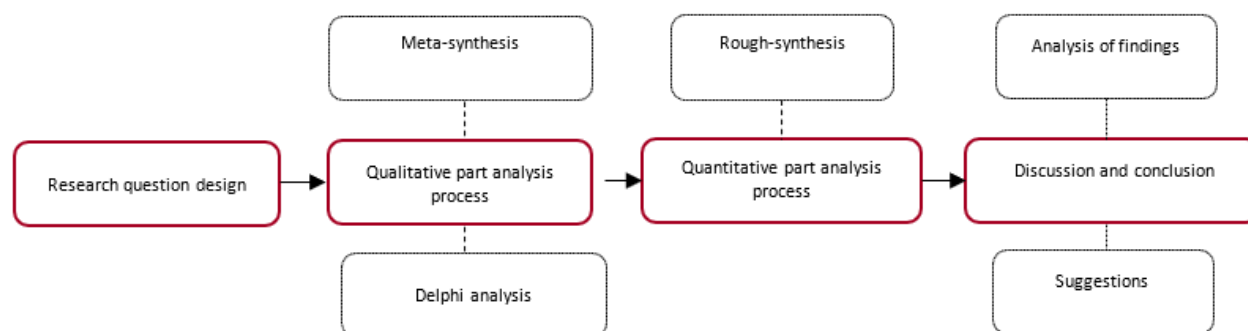 Meta-synthesis
Rough-synthesis
Analysis of findings
Research question design
Qualitative part analysis
process
Quantitative part analysis
process
Discussion and conclusion
Delphi analysis
Suggestions